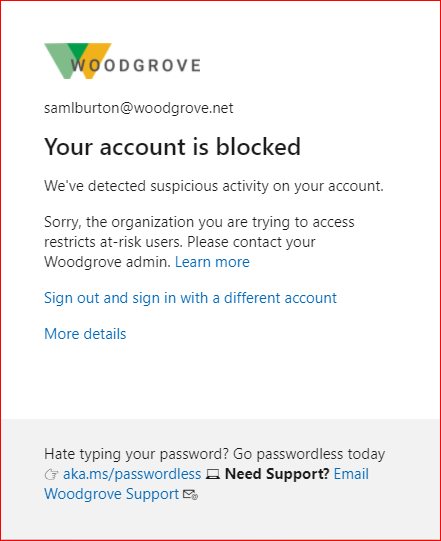 WOODGROVE
samlburton@woodgrove.net
Your account is blocked
We've detected suspicious activity on your account.
Sorry, the organization you are trying to access
restricts at-risk users. Please contact your
Woodgrove admin. Learn more
Sign out and sign in with a different account
More details
Hate typing your password? Go passwordless today
👉 aka.ms/passwordless 💻 Need Support? Email
Woodgrove Support 📧